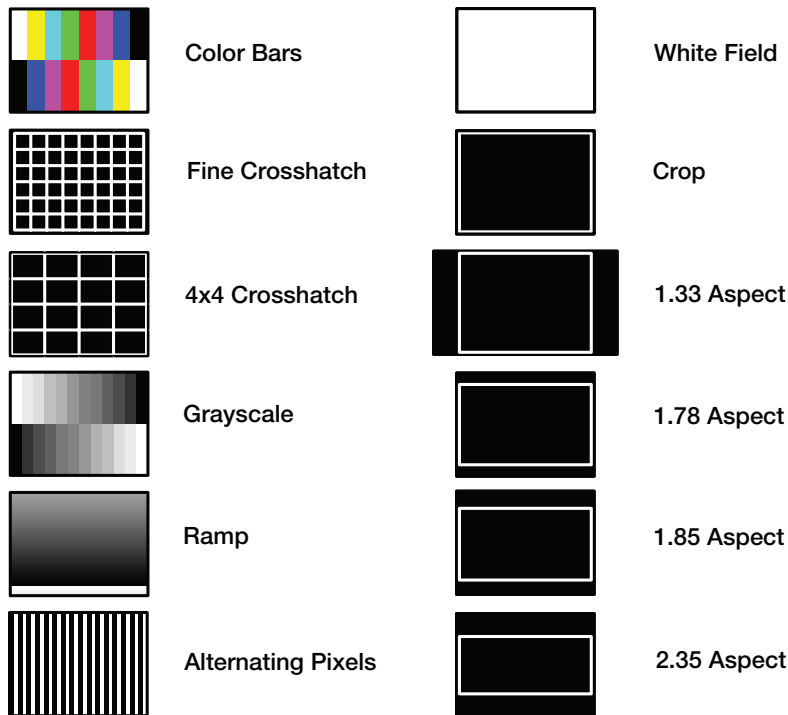 Color Bars
Fine Crosshatch
4x4 Crosshatch
Grayscale
Ramp
Alternating Pixels
White Field
Crop
1.33 Aspect
1.78 Aspect
1.85 Aspect
2.35 Aspect